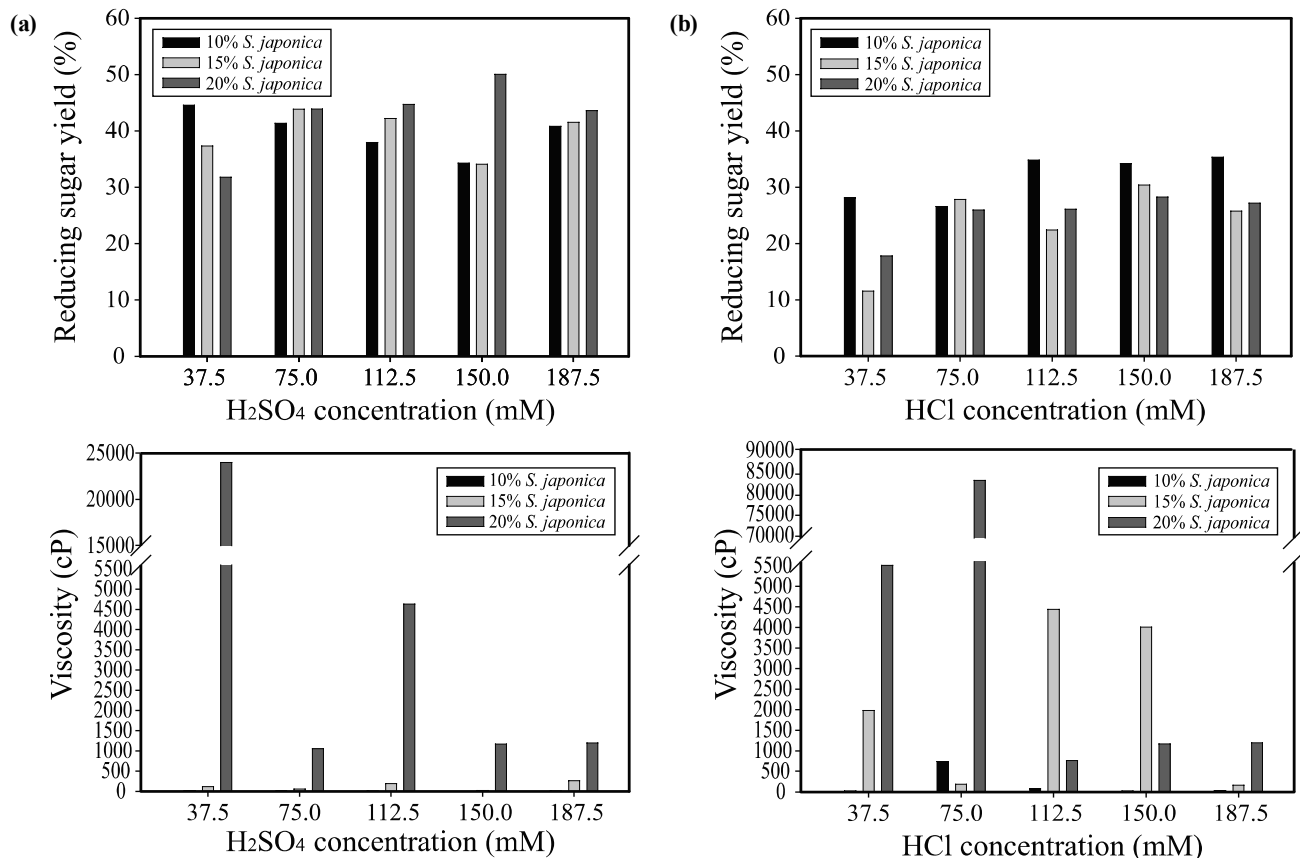 (a)
60
50
40
30
20
10
0
Reducing sugar yield (%)
10% S. japonica
15% S. japonica
20% S. japonica
37.5 75.0 112.5 150.0 187.5
H₂SO₄ concentration (mM)
(b)
60
50
40
30
20
10
0
Reducing sugar yield (%)
10% S. japonica
15% S. japonica
20% S. japonica
37.5 75.0 112.5 150.0 187.5
HCl concentration (mM)
25000
20000
15000
5500
5000
4500
4000
3500
3000
2500
2000
1500
1000
500
0
Viscosity (cP)
10% S. japonica
15% S. japonica
20% S. japonica
37.5 75.0 112.5 150.0 187.5
H₂SO₄ concentration (mM)
90000
85000
80000
75000
70000
5500
5000
4500
4000
3500
3000
2500
2000
1500
1000
500
0
Viscosity (cP)
10% S. japonica
15% S. japonica
20% S. japonica
37.5 75.0 112.5 150.0 187.5
HCl concentration (mM)